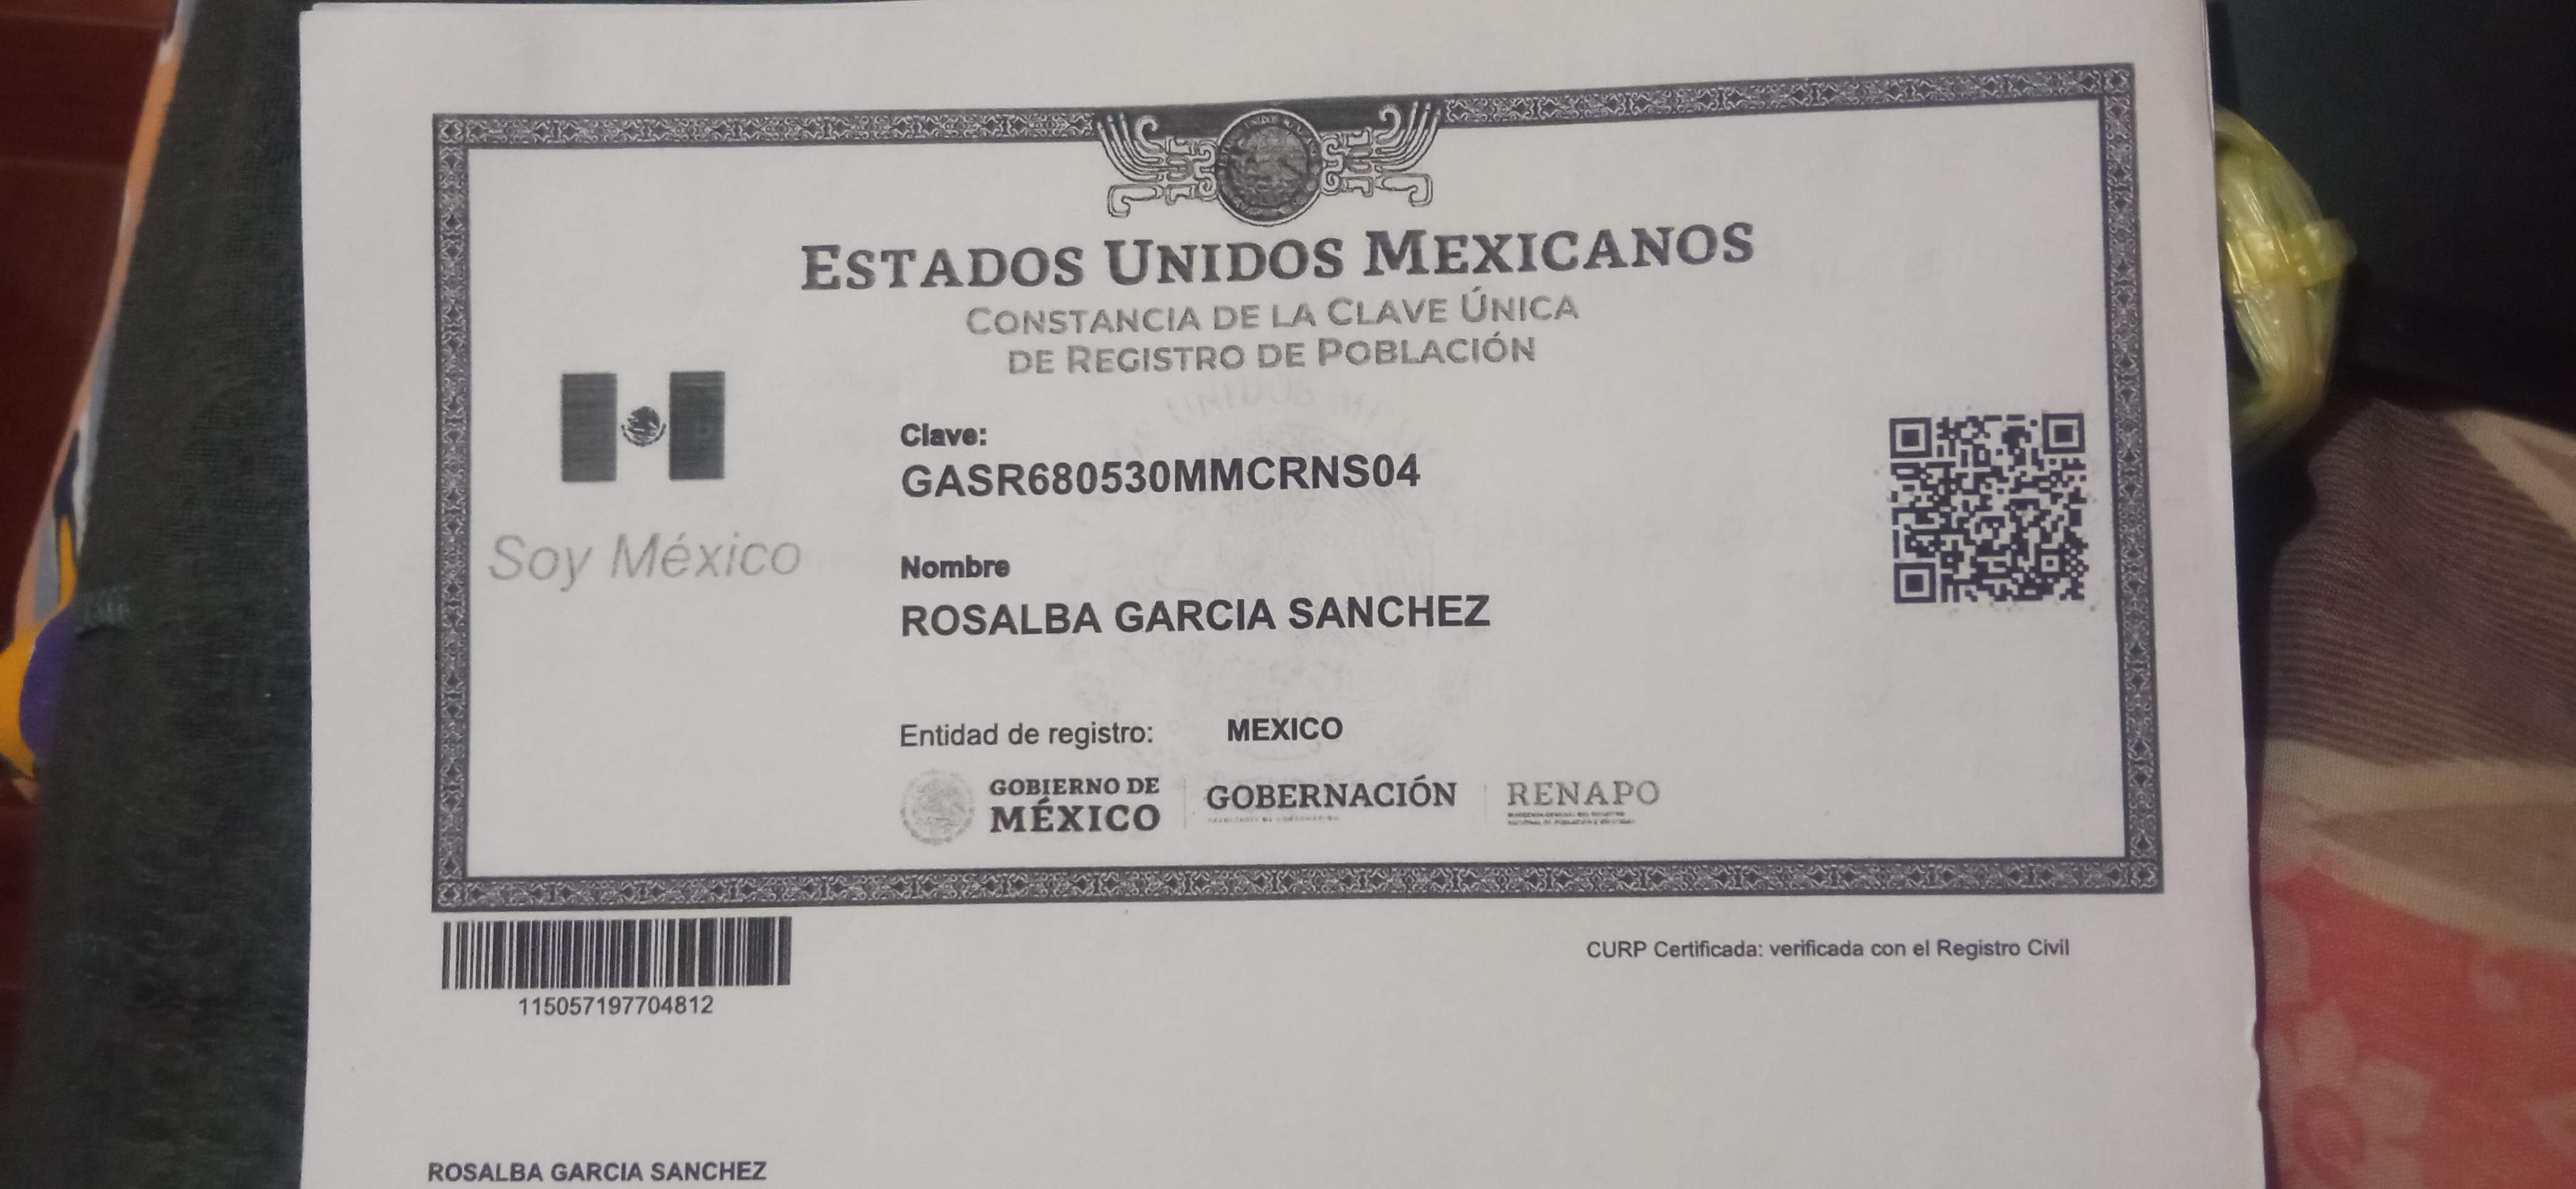 ESTADOS UNIDOS MEXICANOS
CONSTANCIA DE LA CLAVE ÚNICA
DE REGISTRO DE POBLACIÓN
Soy México
Clave:
GASR680530MMCRNS04
Nombre
ROSALBA GARCIA SANCHEZ
Entidad de registro: MEXICO
GOBIERNO DE
MÉXICO
GOBERNACIÓN
RENAPO
115057197704812
CURP Certificada: verificada con el Registro Civil
ROSALBA GARCIA SANCHEZ